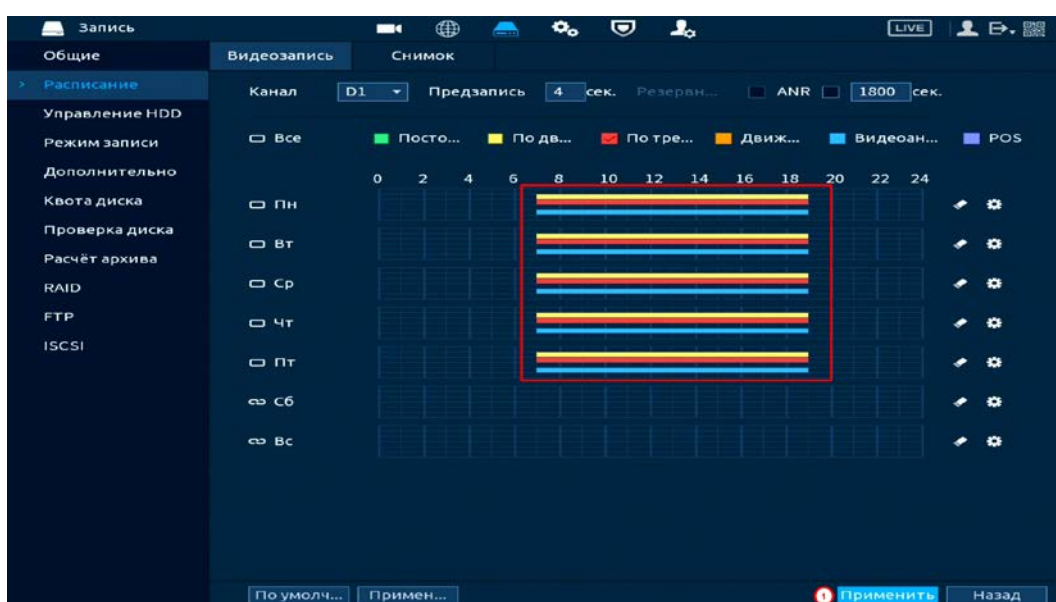 Запись LIVE
Общие Видеозапись Снимок
Расписание Канал D1 Предзапись 4 сек. Резервн... ANR 1800 сек.
Управление HDD
Режим записи Все Посто... По дв... По тре... Движ... Видеоан... POS
Дополнительно
0 2 4 6 8 10 12 14 16 18 20 22 24
Квота диска Пн
Проверка диска
Вт
Расчёт архива
RAID Ср
FTP Чт
ISCSI
Пт
Сб
Вс
По умолч... Примен... 1 Применить Назад